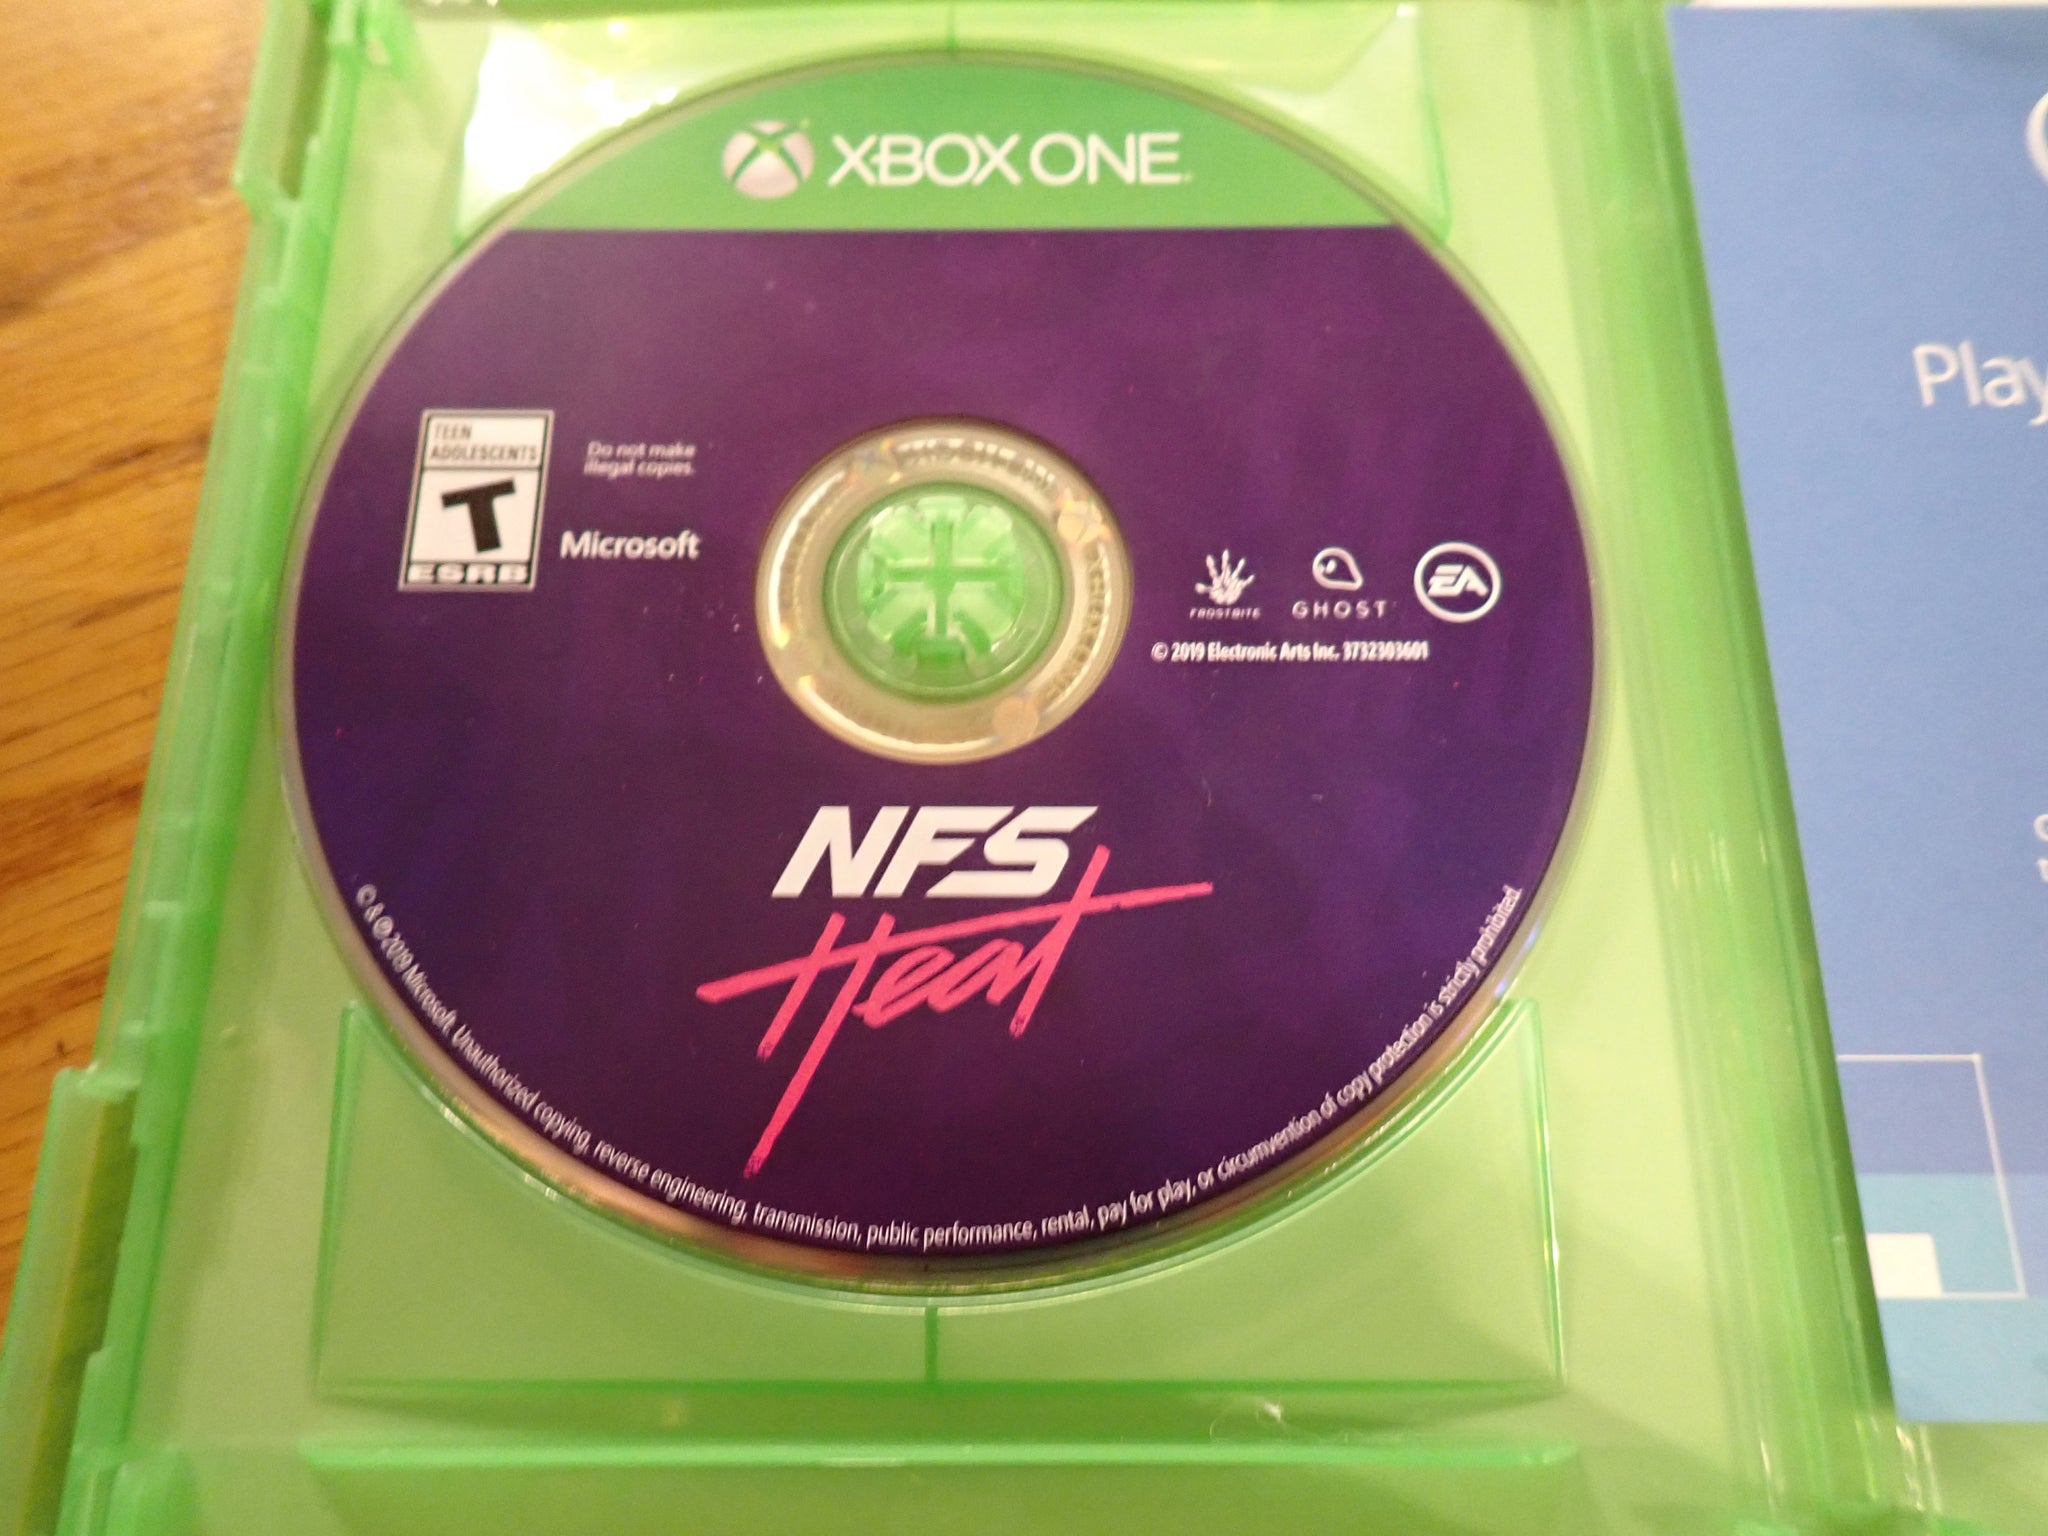 XBOX ONE
TEEN
ADOLESCENTS
T
ESRB
Do not make
illegal copies.
Microsoft
FROSTBITE
GHOST
EA
© 2019 Electronic Arts Inc. 3732303601
NFS
Heat
© & ℗ 2019 Microsoft. Unauthorized copying, reverse engineering, transmission, public performance, rental, pay for play, or circumvention of copy protection is strictly prohibited.
Play